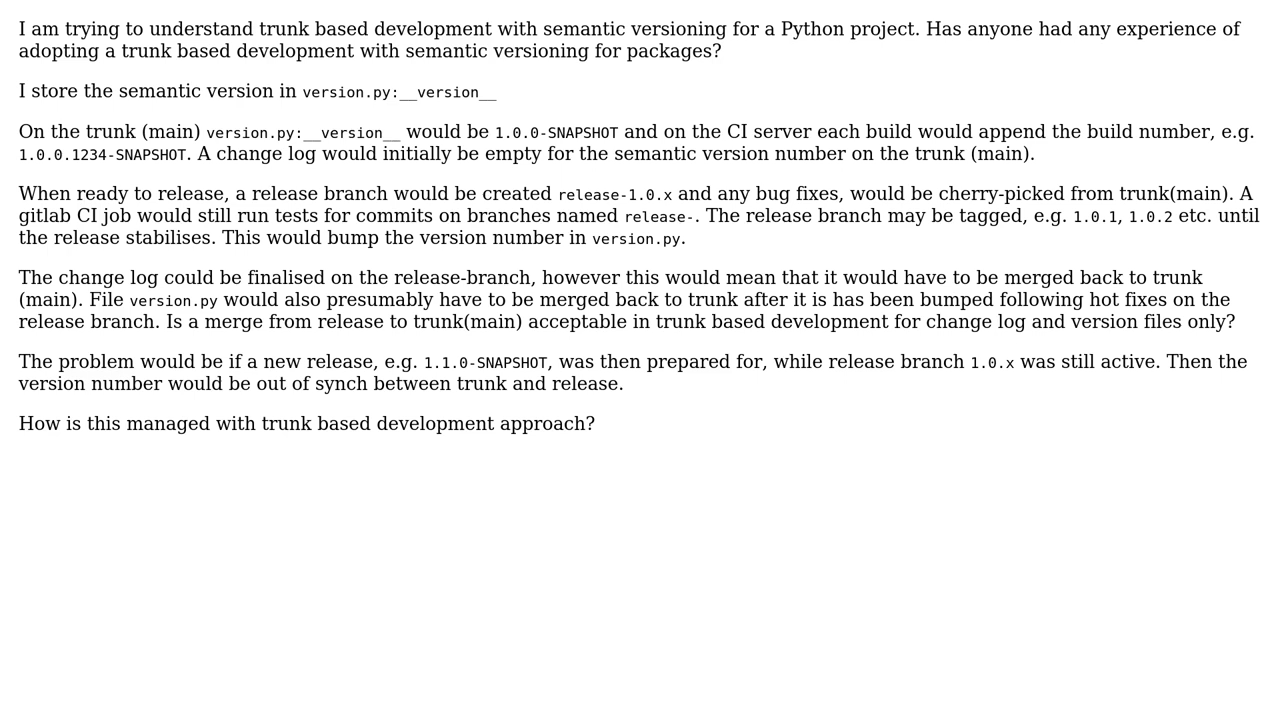 I am trying to understand trunk based development with semantic versioning for a Python project. Has anyone had any experience of
adopting a trunk based development with semantic versioning for packages?
I store the semantic version in version.py:__version__
On the trunk (main) version.py:__version__ would be 1.0.0-SNAPSHOT and on the CI server each build would append the build number, e.g.
1.0.0.1234-SNAPSHOT. A change log would initially be empty for the semantic version number on the trunk (main).
When ready to release, a release branch would be created release-1.0.x and any bug fixes, would be cherry-picked from trunk(main). A
gitlab CI job would still run tests for commits on branches named release-. The release branch may be tagged, e.g. 1.0.1, 1.0.2 etc. until
the release stabilises. This would bump the version number in version.py.
The change log could be finalised on the release-branch, however this would mean that it would have to be merged back to trunk
(main). File version.py would also presumably have to be merged back to trunk after it is has been bumped following hot fixes on the
release branch. Is a merge from release to trunk(main) acceptable in trunk based development for change log and version files only?
The problem would be if a new release, e.g. 1.1.0-SNAPSHOT, was then prepared for, while release branch 1.0.x was still active. Then the
version number would be out of synch between trunk and release.
How is this managed with trunk based development approach?